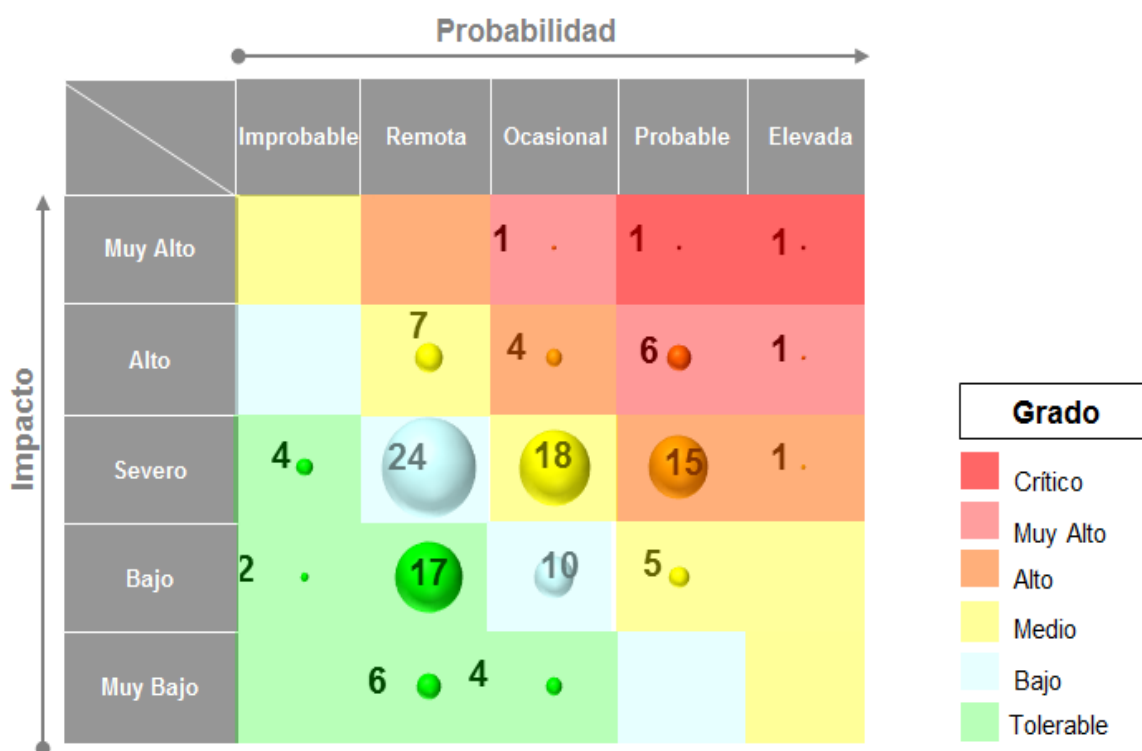 Probabilidad
Improbable Remota Ocasional Probable Elevada
Impacto
Muy Alto 1 1 1
Alto 7 4 6 1
Severo 4 24 18 15 1
Bajo 2 17 10 5
Muy Bajo 6 4
Grado
Crítico
Muy Alto
Alto
Medio
Bajo
Tolerable